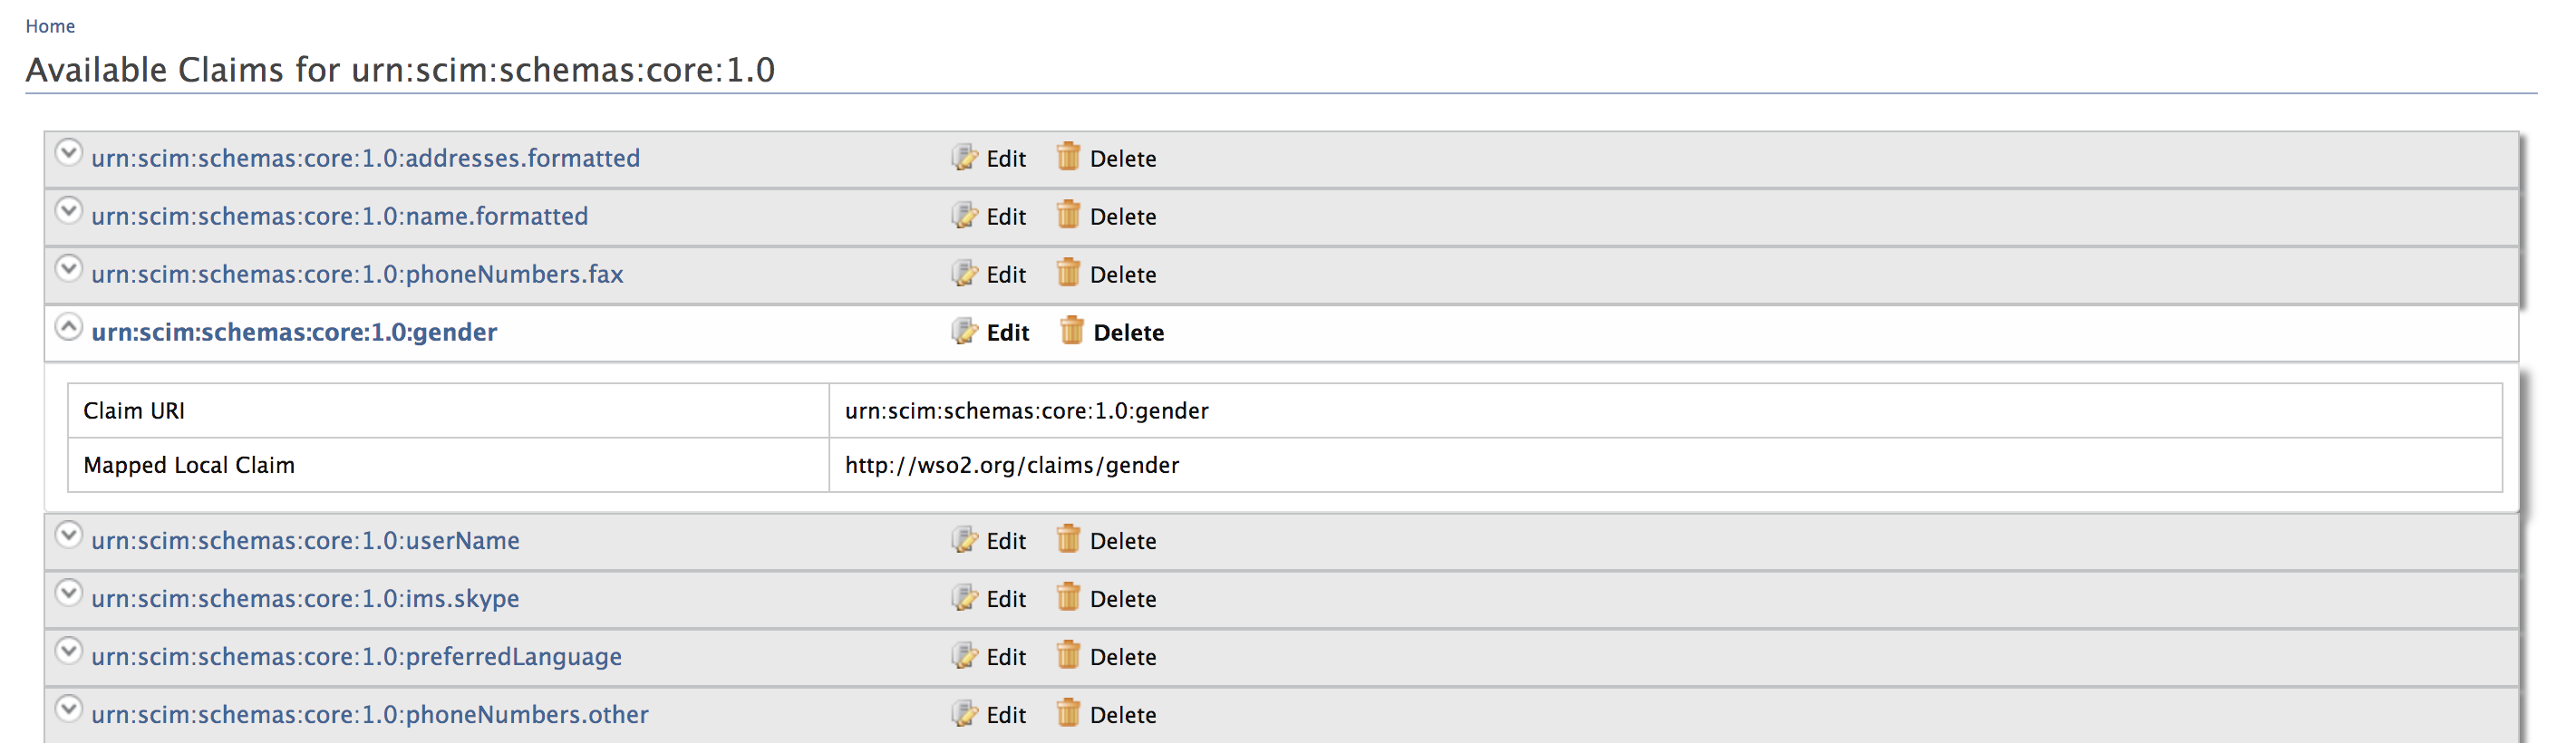 Home
Available Claims for urn:scim:schemas:core:1.0
urn:scim:schemas:core:1.0:addresses.formatted Edit Delete
urn:scim:schemas:core:1.0:name.formatted Edit Delete
urn:scim:schemas:core:1.0:phoneNumbers.fax Edit Delete
urn:scim:schemas:core:1.0:gender Edit Delete
Claim URI urn:scim:schemas:core:1.0:gender
Mapped Local Claim http://wso2.org/claims/gender
urn:scim:schemas:core:1.0:userName Edit Delete
urn:scim:schemas:core:1.0:ims.skype Edit Delete
urn:scim:schemas:core:1.0:preferredLanguage Edit Delete
urn:scim:schemas:core:1.0:phoneNumbers.other Edit Delete